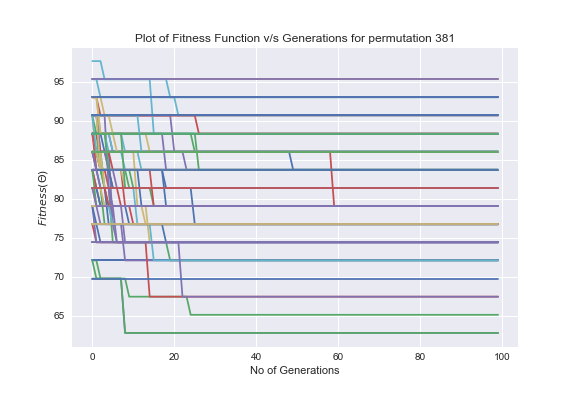 Plot of Fitness Function v/s Generations for permutation 381
Fitness(Θ)
95
90
85
80
75
70
65
0 20 40 60 80 100
No of Generations